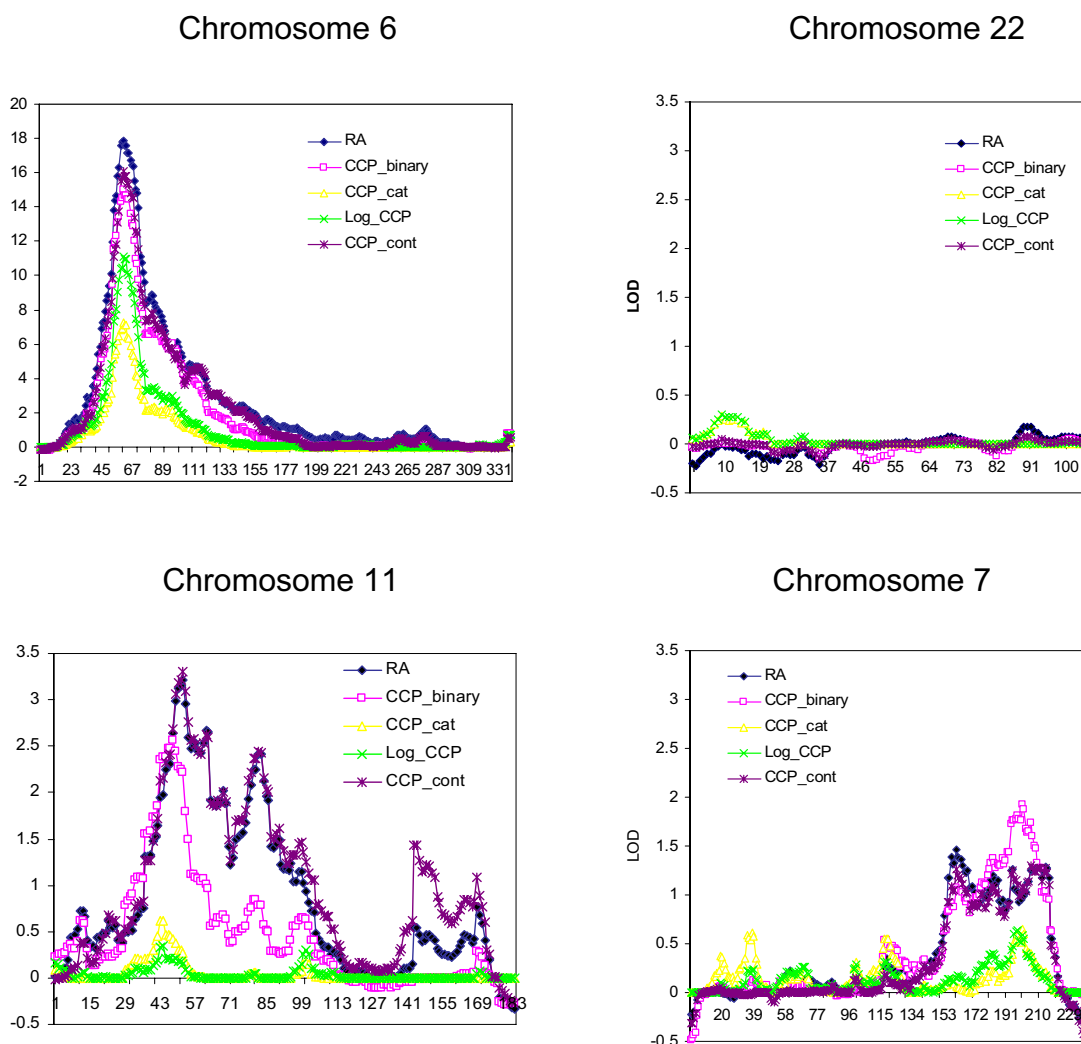 Chromosome 6
20
18
16
14
12
10
8
6
4
2
0
-2
1 23 45 67 89 111 133 155 177 199 221 243 265 287 309 331
RA
CCP_binary
CCP_cat
Log_CCP
CCP_cont
Chromosome 22
3.5
3
2.5
2
1.5
1
0.5
0
-0.5
LOD
1 10 19 28 37 46 55 64 73 82 91 100
RA
CCP_binary
CCP_cat
Log_CCP
CCP_cont
Chromosome 11
3.5
3
2.5
2
1.5
1
0.5
0
-0.5
1 15 29 43 57 71 85 99 113 127 141 155 169 183
RA
CCP_binary
CCP_cat
Log_CCP
CCP_cont
Chromosome 7
3.5
3
2.5
2
1.5
1
0.5
0
-0.5
LOD
1 20 39 58 77 96 115 134 153 172 191 210 229
RA
CCP_binary
CCP_cat
Log_CCP
CCP_cont